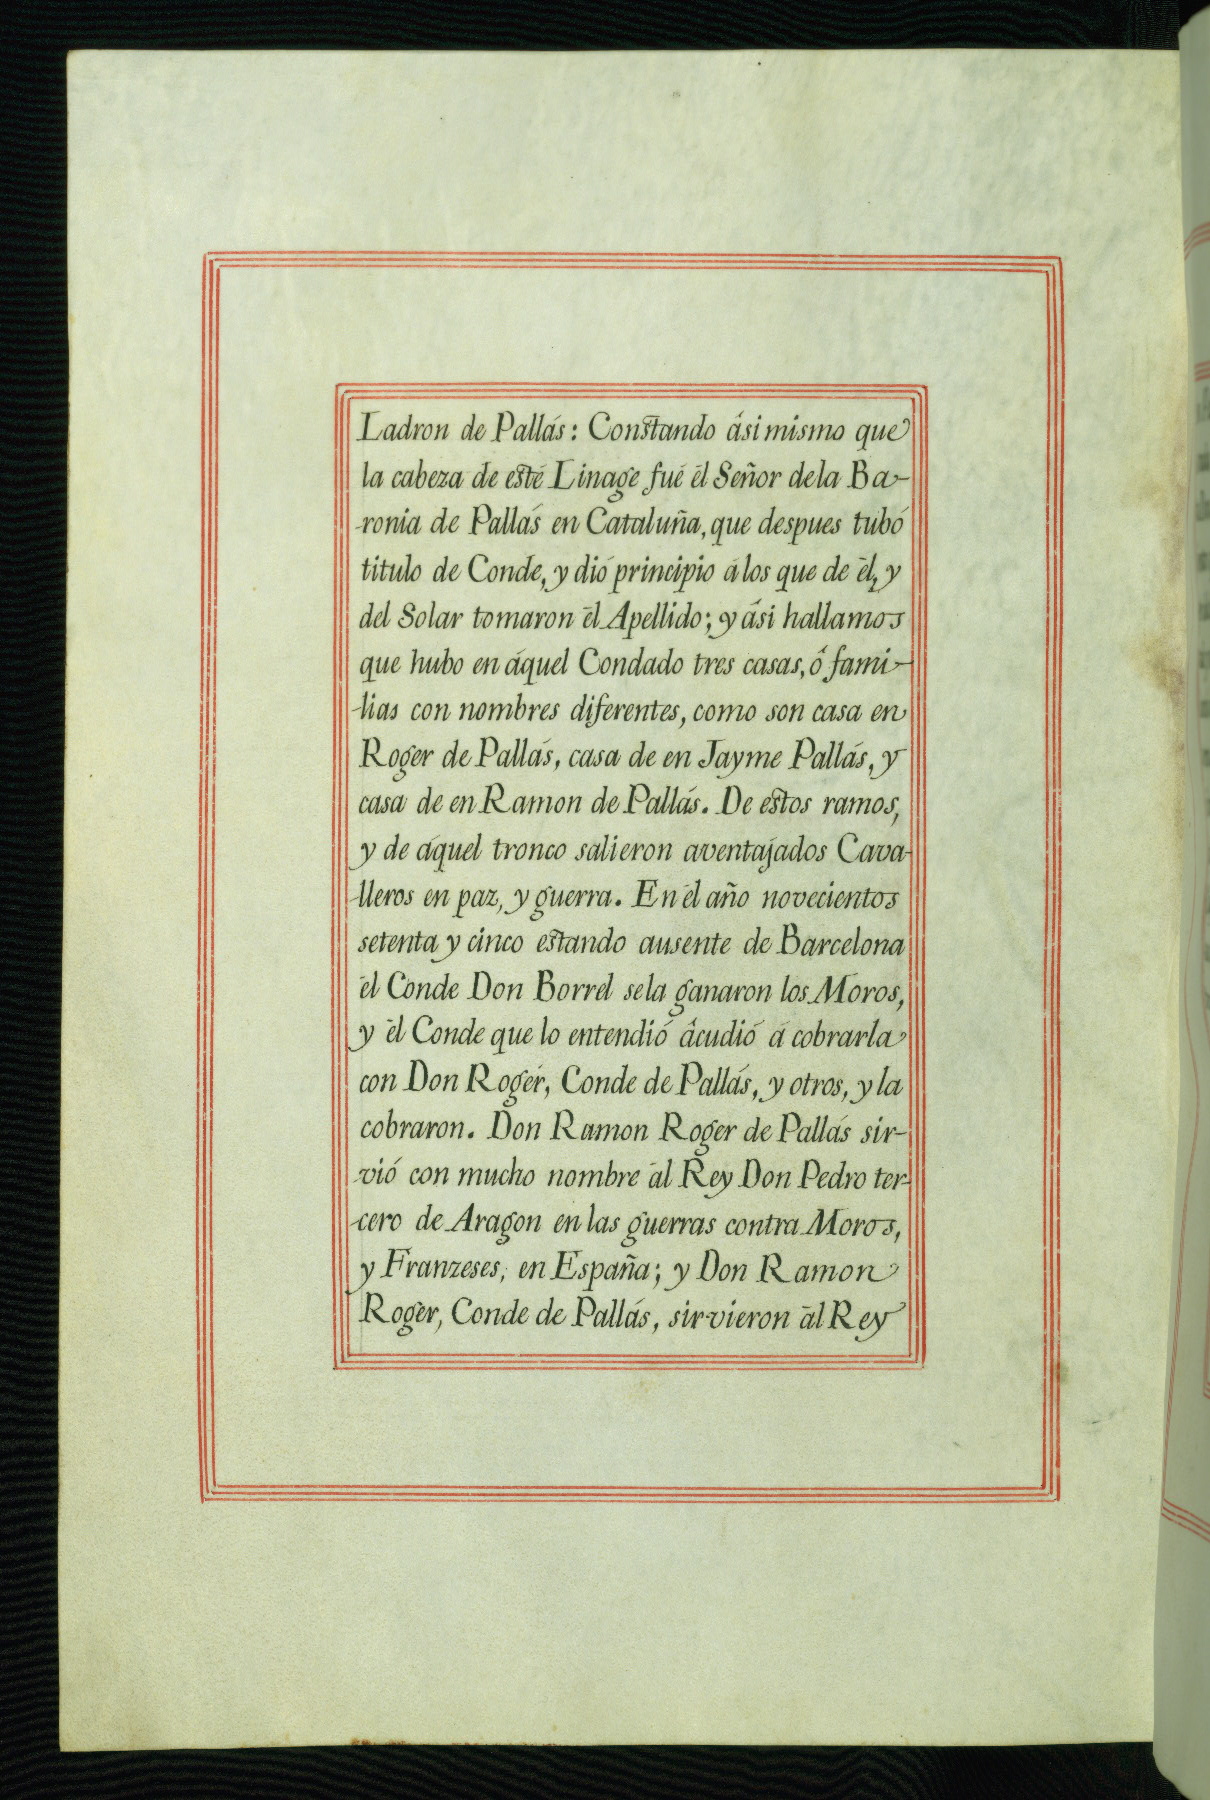 Ladron de Pallás: Constando ási mismo que
la cabeza de esté Linage fué él Señor dela Ba-
-ronia de Pallás en Cataluña, que despues tubó
titulo de Conde, y dió principio á los que de él, y
del Solar tomaron él Apellido; y ási hallamos
que hubo en áquel Condado tres casas, ó fami-
-lias con nombres diferentes, como son casa en
Roger de Pallás, casa de en Jayme Pallás, y
casa de en Ramon de Pallás. De estos ramos,
y de áquel tronco salieron aventajados Cava-
-lleros en paz, y guerra. En él año novecientos
setenta y cinco estando ausente de Barcelona
él Conde Don Borrel sela ganaron los Moros,
y él Conde que lo entendió ácudió á cobrarla
con Don Rogér, Conde de Pallás, y otros, y la
cobraron. Don Ramon Roger de Pallás sir-
-vió con mucho nombre ál Rey Don Pedro ter-
-cero de Aragon en las guerras contra Moros,
y Franzeses, en España; y Don Ramon
Roger, Conde de Pallás, sirvieron ál Rey